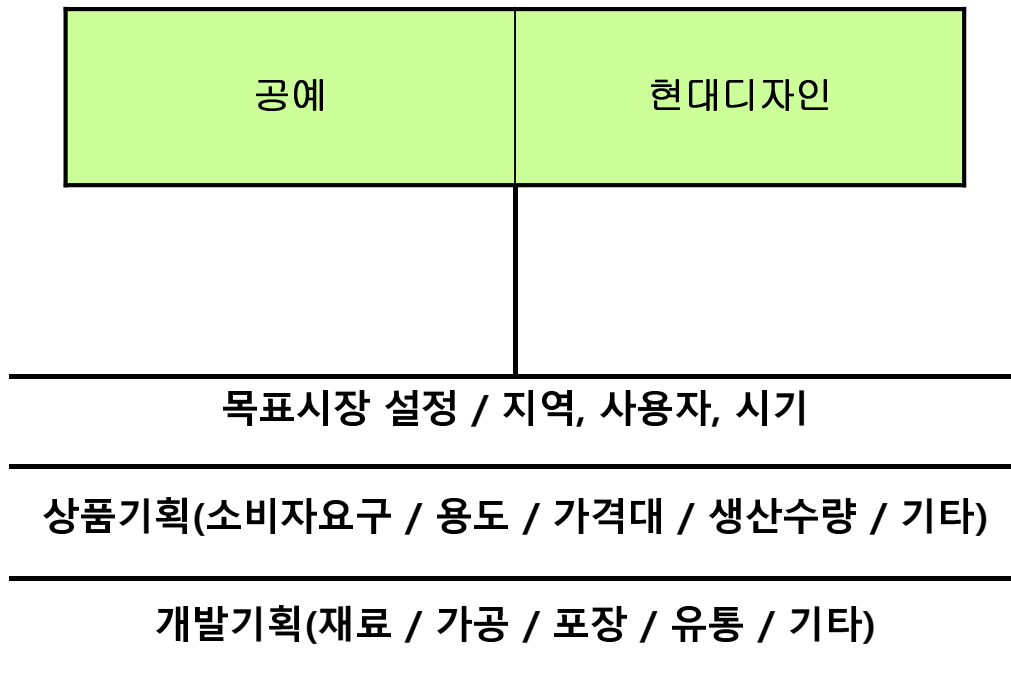 공예
현대디자인
목표시장 설정 / 지역, 사용자, 시기
상품기획(소비자요구 / 용도 / 가격대 / 생산수량 / 기타)
개발기획(재료 / 가공 / 포장 / 유통 / 기타)